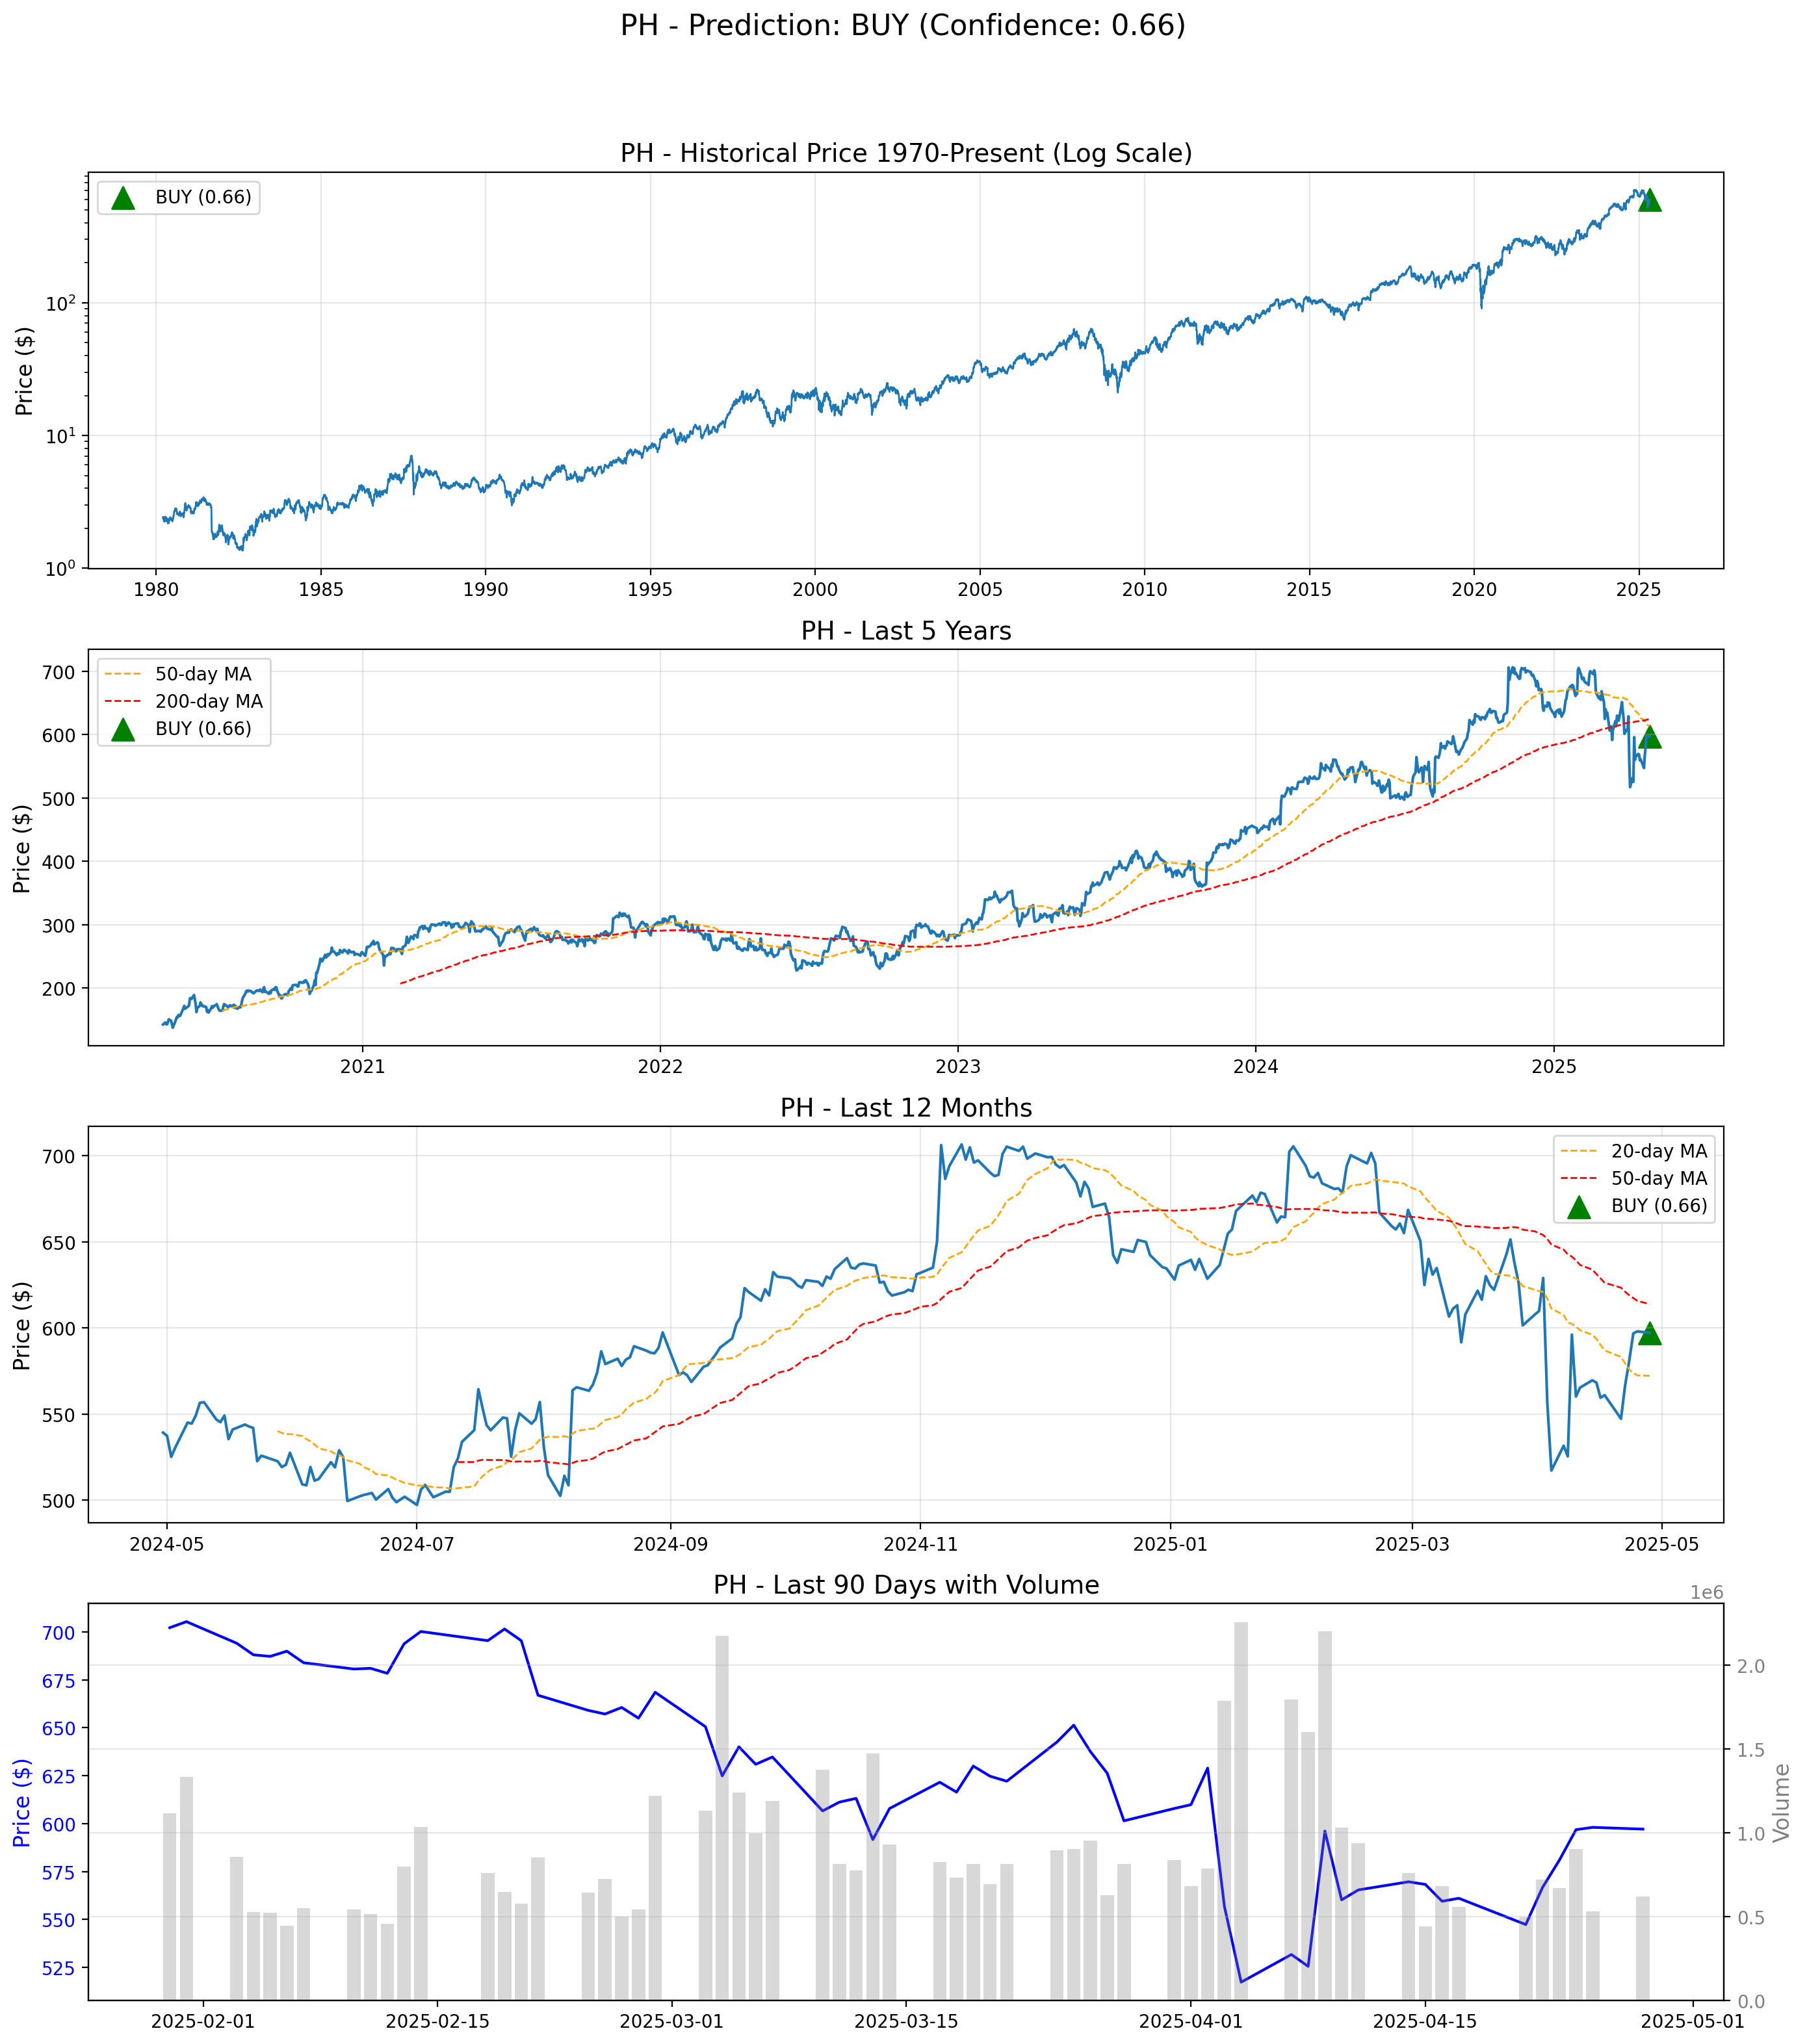 PH - Prediction: BUY (Confidence: 0.66)
PH - Historical Price 1970-Present (Log Scale)
BUY (0.66)
Price ($)
10²
10¹
10⁰
1980 1985 1990 1995 2000 2005 2010 2015 2020 2025
PH - Last 5 Years
50-day MA
200-day MA
BUY (0.66)
Price ($)
700
600
500
400
300
200
2021 2022 2023 2024 2025
PH - Last 12 Months
20-day MA
50-day MA
BUY (0.66)
Price ($)
700
650
600
550
500
2024-05 2024-07 2024-09 2024-11 2025-01 2025-03 2025-05
PH - Last 90 Days with Volume
1e6
Price ($)
700
675
650
625
600
575
550
525
2.0
1.5
1.0
0.5
0.0
Volume
2025-02-01 2025-02-15 2025-03-01 2025-03-15 2025-04-01 2025-04-15 2025-05-01